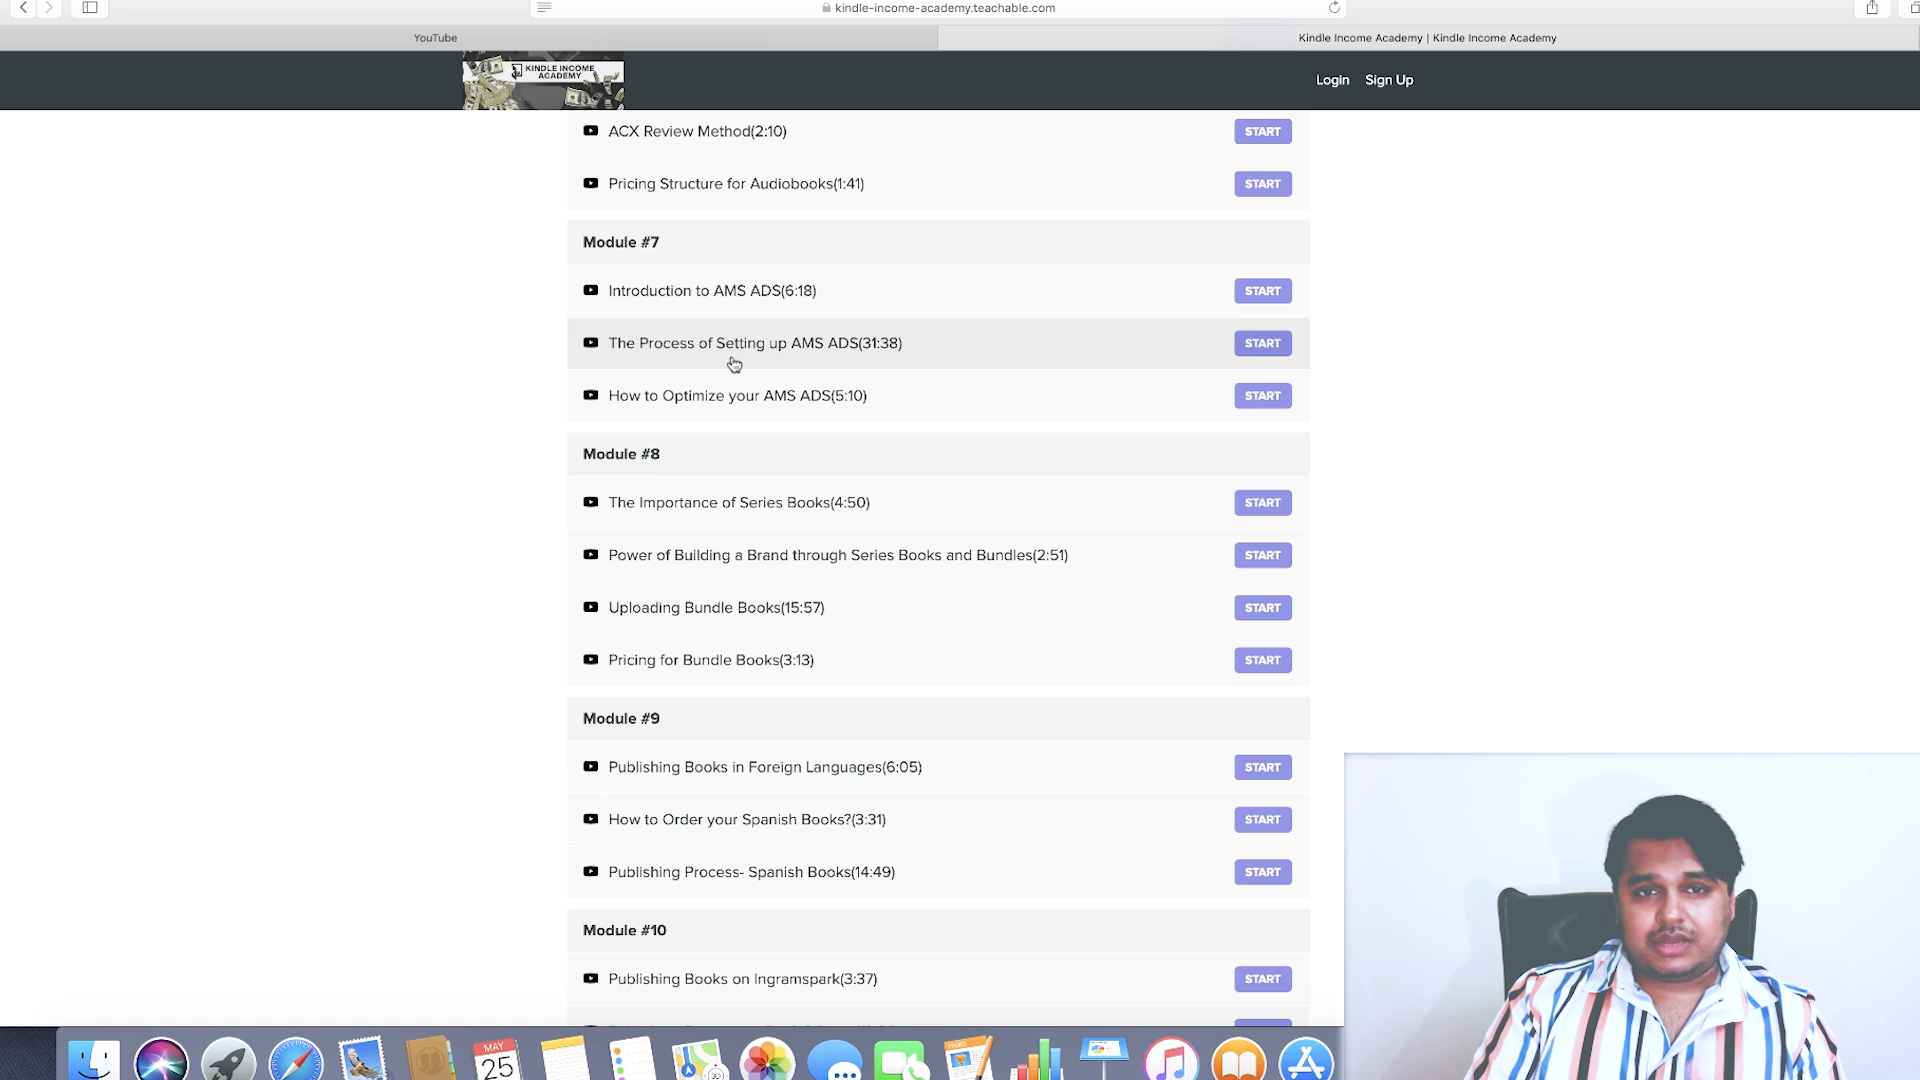 kindle-income-academy.teachable.com
YouTube
Kindle Income Academy | Kindle Income Academy
KINDLE INCOME
ACADEMY
Login Sign Up
ACX Review Method(2:10) START
Pricing Structure for Audiobooks(1:41) START
Module #7
Introduction to AMS ADS(6:18) START
The Process of Setting up AMS ADS(31:38) START
How to Optimize your AMS ADS(5:10) START
Module #8
The Importance of Series Books(4:50) START
Power of Building a Brand through Series Books and Bundles(2:51) START
Uploading Bundle Books(15:57) START
Pricing for Bundle Books(3:13) START
Module #9
Publishing Books in Foreign Languages(6:05) START
How to Order your Spanish Books?(3:31) START
Publishing Process- Spanish Books(14:49) START
Module #10
Publishing Books on Ingramspark(3:37) START
MAY
25